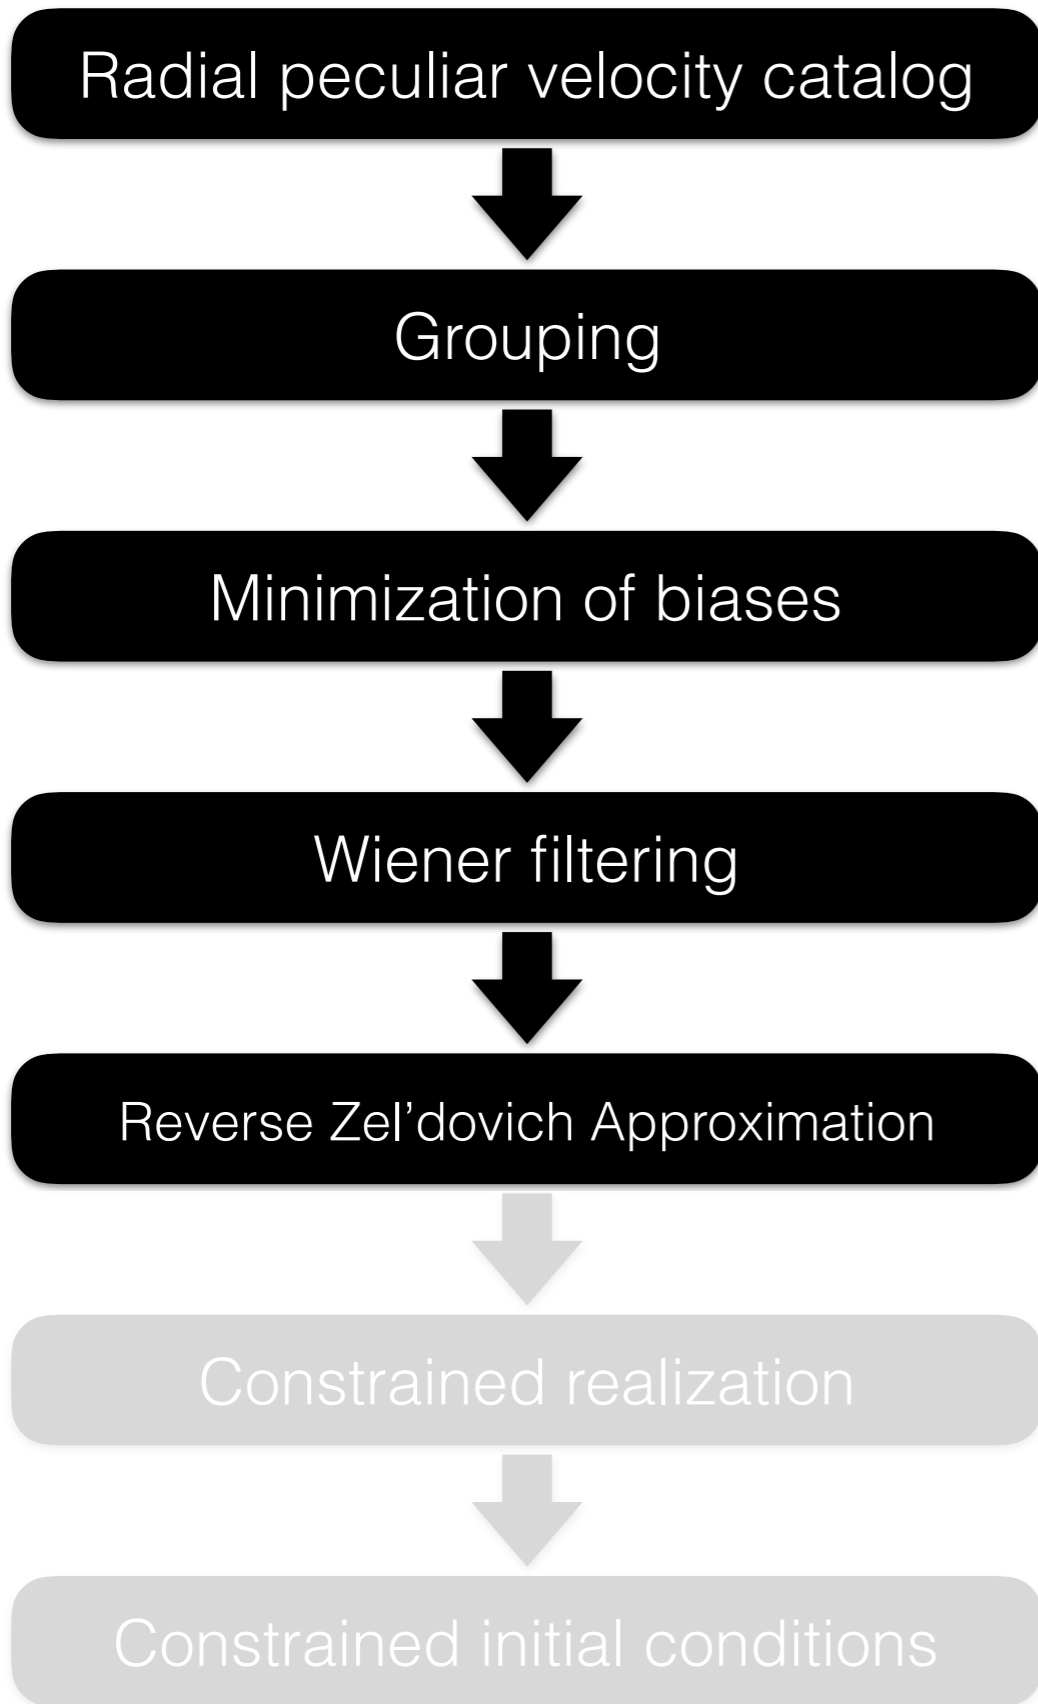 Radial peculiar velocity catalog
Grouping
Minimization of biases
Wiener filtering
Reverse Zel’dovich Approximation
Constrained realization
Constrained initial conditions